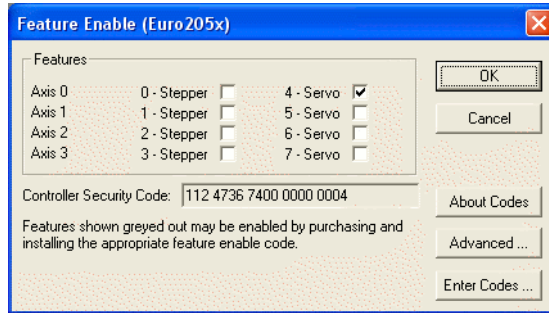 Feature Enable (Euro205x)
Features
Axis 0 0 - Stepper 4 - Servo
Axis 1 1 - Stepper 5 - Servo
Axis 2 2 - Stepper 6 - Servo
Axis 3 3 - Stepper 7 - Servo
OK
Cancel
Controller Security Code: 112 4736 7400 0000 0004
About Codes
Features shown greyed out may be enabled by purchasing and
installing the appropriate feature enable code.
Advanced ...
Enter Codes ...